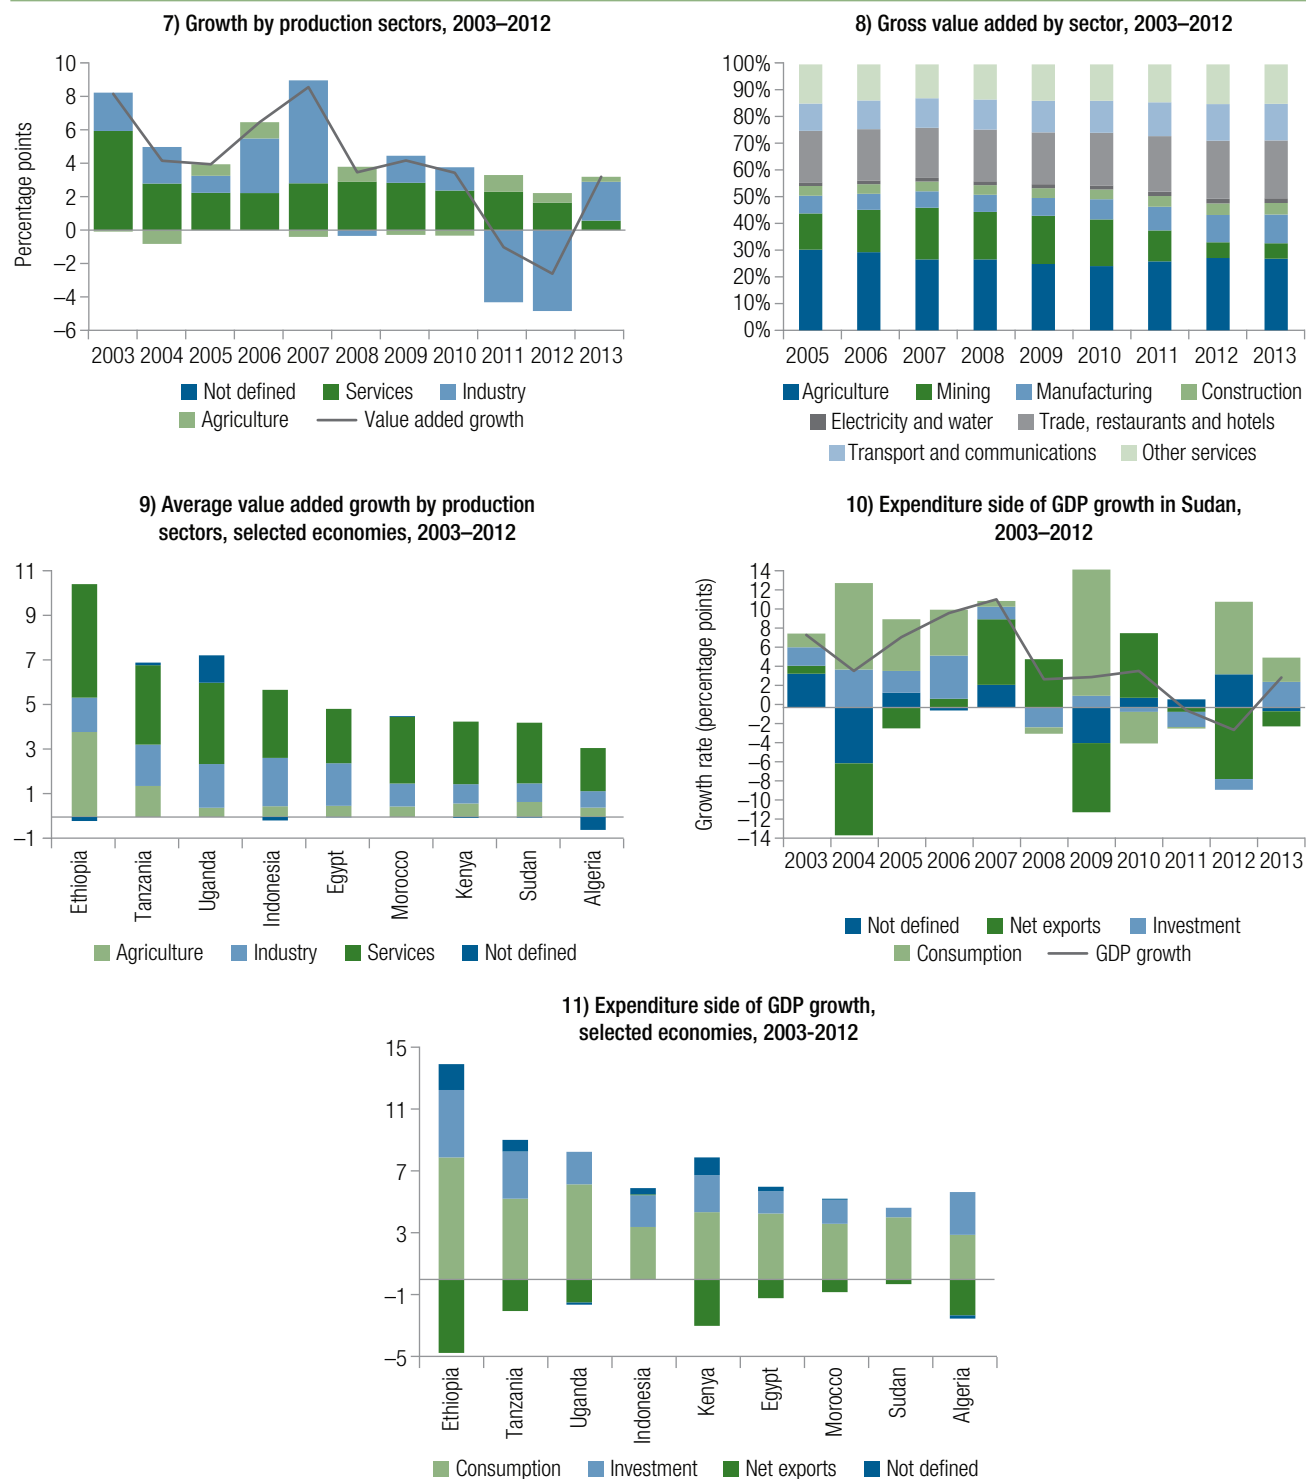 7) Growth by production sectors, 2003–2012
Percentage points
10
8
6
4
2
0
–2
–4
–6
2003 2004 2005 2006 2007 2008 2009 2010 2011 2012 2013
Not defined Services Industry
Agriculture Value added growth
8) Gross value added by sector, 2003–2012
100%
90%
80%
70%
60%
50%
40%
30%
20%
10%
0%
2005 2006 2007 2008 2009 2010 2011 2012 2013
Agriculture Mining Manufacturing Construction
Electricity and water Trade, restaurants and hotels
Transport and communications Other services
9) Average value added growth by production
sectors, selected economies, 2003–2012
11
9
7
5
3
1
–1
Ethiopia
Tanzania
Uganda
Indonesia
Egypt
Morocco
Kenya
Sudan
Algeria
Agriculture Industry Services Not defined
10) Expenditure side of GDP growth in Sudan,
2003–2012
Growth rate (percentage points)
14
12
10
8
6
4
2
0
–2
–4
–6
–8
–10
–12
–14
2003 2004 2005 2006 2007 2008 2009 2010 2011 2012 2013
Not defined Net exports Investment
Consumption GDP growth
11) Expenditure side of GDP growth,
selected economies, 2003-2012
15
11
7
3
–1
–5
Ethiopia
Tanzania
Uganda
Indonesia
Kenya
Egypt
Morocco
Sudan
Algeria
Consumption Investment Net exports Not defined